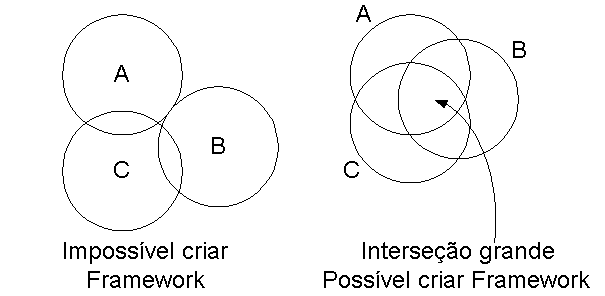 A
B
C
Impossível criar
Framework
A
B
C
Interseção grande
Possível criar Framework